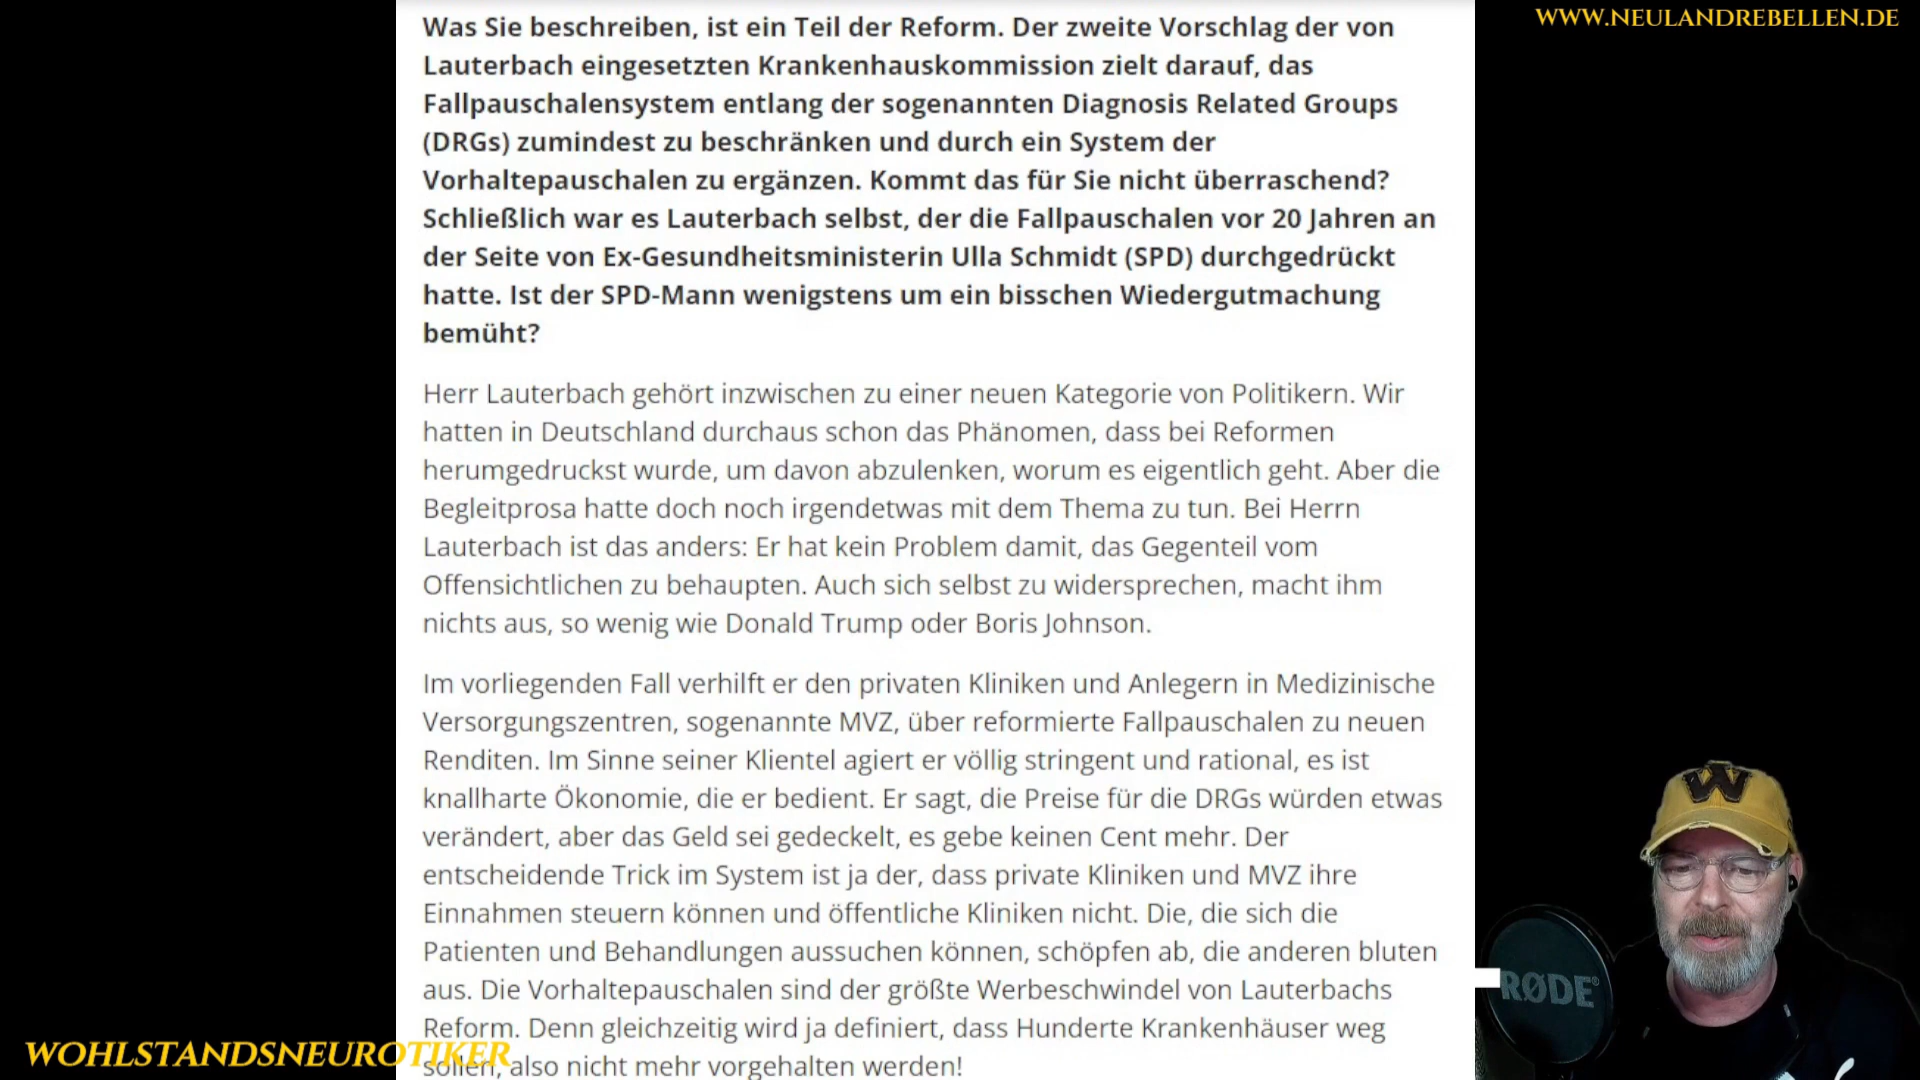 WWW.NEULANDREBELLEN.DE
Was Sie beschreiben, ist ein Teil der Reform. Der zweite Vorschlag der von
Lauterbach eingesetzten Krankenhauskommission zielt darauf, das
Fallpauschalensystem entlang der sogenannten Diagnosis Related Groups
(DRGs) zumindest zu beschränken und durch ein System der
Vorhaltepauschalen zu ergänzen. Kommt das für Sie nicht überraschend?
Schließlich war es Lauterbach selbst, der die Fallpauschalen vor 20 Jahren an
der Seite von Ex-Gesundheitsministerin Ulla Schmidt (SPD) durchgedrückt
hatte. Ist der SPD-Mann wenigstens um ein bisschen Wiedergutmachung
bemüht?
Herr Lauterbach gehört inzwischen zu einer neuen Kategorie von Politikern. Wir
hatten in Deutschland durchaus schon das Phänomen, dass bei Reformen
herumgedruckst wurde, um davon abzulenken, worum es eigentlich geht. Aber die
Begleitprosa hatte doch noch irgendetwas mit dem Thema zu tun. Bei Herrn
Lauterbach ist das anders: Er hat kein Problem damit, das Gegenteil vom
Offensichtlichen zu behaupten. Auch sich selbst zu widersprechen, macht ihm
nichts aus, so wenig wie Donald Trump oder Boris Johnson.
Im vorliegenden Fall verhilft er den privaten Kliniken und Anlegern in Medizinische
Versorgungszentren, sogenannte MVZ, über reformierte Fallpauschalen zu neuen
Renditen. Im Sinne seiner Klientel agiert er völlig stringent und rational, es ist
knallharte Ökonomie, die er bedient. Er sagt, die Preise für die DRGs würden etwas
verändert, aber das Geld sei gedeckelt, es gebe keinen Cent mehr. Der
entscheidende Trick im System ist ja der, dass private Kliniken und MVZ ihre
Einnahmen steuern können und öffentliche Kliniken nicht. Die, die sich die
Patienten und Behandlungen aussuchen können, schöpfen ab, die anderen bluten
aus. Die Vorhaltepauschalen sind der größte Werbeschwindel von Lauterbachs
Reform. Denn gleichzeitig wird ja definiert, dass Hunderte Krankenhäuser weg
sollen, also nicht mehr vorgehalten werden!
WOHLSTANDSNEUROTIKER
W
RØDE